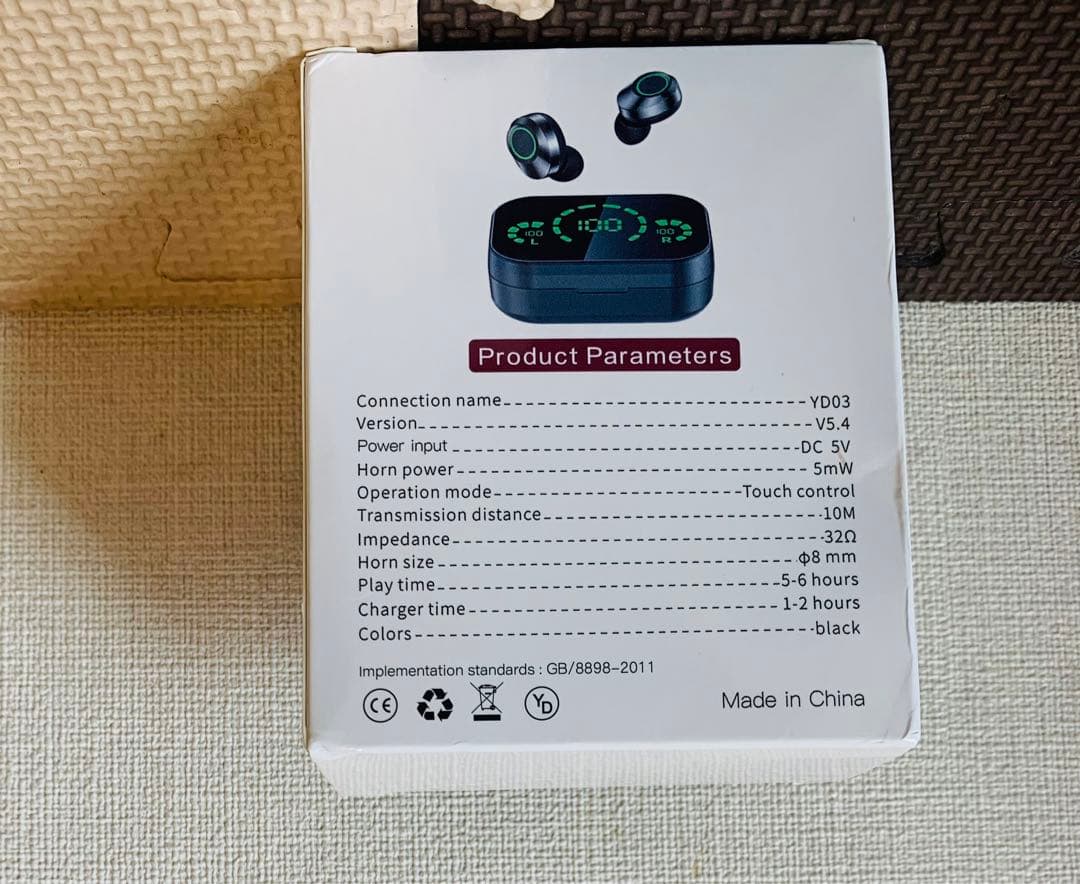 100
100
100
L
R
Product Parameters
Connection name YD03
Version V5.4
Power input DC 5V
Horn power 5mW
Operation mode Touch control
Transmission distance 10M
Impedance 32Ω
Horn size Φ8 mm
Play time 5-6 hours
Charger time 1-2 hours
Colors black
Implementation standards : GB/8898-2011
CE YD Made in China